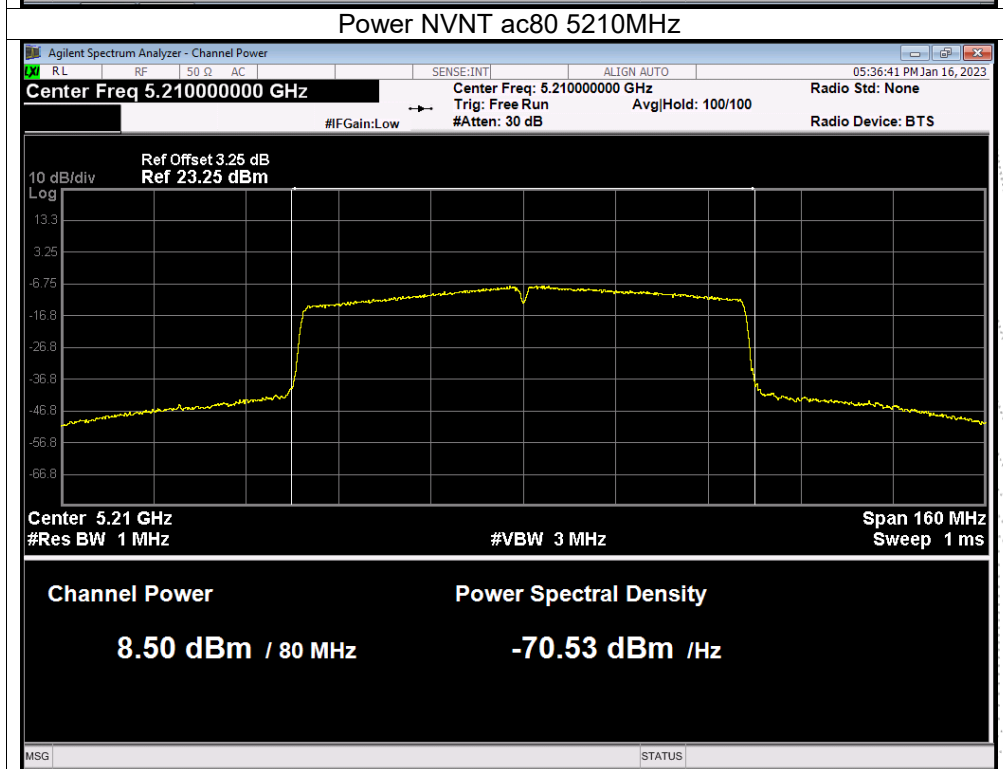 Power NVNT ac80 5210MHz
Agilent Spectrum Analyzer - Channel Power
LXI RL RF 50 Ω AC SENSE:INT ALIGN AUTO 05:36:41 PM Jan 16, 2023
Center Freq 5.210000000 GHz Center Freq: 5.210000000 GHz Radio Std: None
Trig: Free Run Avg|Hold: 100/100
#IFGain:Low #Atten: 30 dB Radio Device: BTS
Ref Offset 3.25 dB
10 dB/div Ref 23.25 dBm
Log
13.3
3.25
-6.75
-16.8
-26.8
-36.8
-46.8
-56.8
-66.8
Center 5.21 GHz Span 160 MHz
#Res BW 1 MHz #VBW 3 MHz Sweep 1 ms
Channel Power Power Spectral Density
8.50 dBm / 80 MHz -70.53 dBm /Hz
MSG STATUS